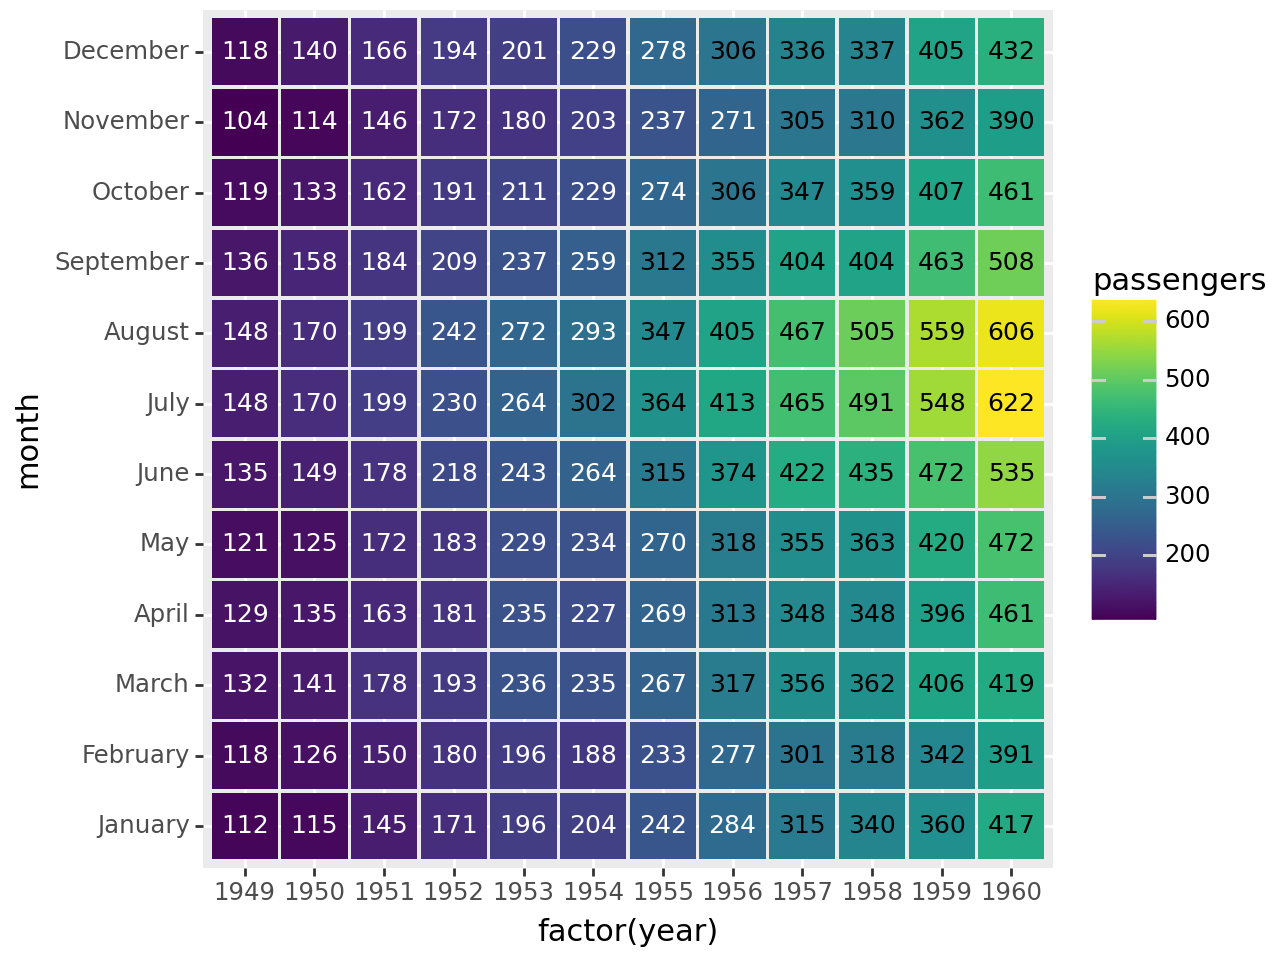 December 118 140 166 194 201 229 278 306 336 337 405 432
November 104 114 146 172 180 203 237 271 305 310 362 390
October 119 133 162 191 211 229 274 306 347 359 407 461
September 136 158 184 209 237 259 312 355 404 404 463 508
August 148 170 199 242 272 293 347 405 467 505 559 606
July 148 170 199 230 264 302 364 413 465 491 548 622
June 135 149 178 218 243 264 315 374 422 435 472 535
May 121 125 172 183 229 234 270 318 355 363 420 472
April 129 135 163 181 235 227 269 313 348 348 396 461
March 132 141 178 193 236 235 267 317 356 362 406 419
February 118 126 150 180 196 188 233 277 301 318 342 391
January 112 115 145 171 196 204 242 284 315 340 360 417
1949 1950 1951 1952 1953 1954 1955 1956 1957 1958 1959 1960
factor(year)
month
passengers
600
500
400
300
200